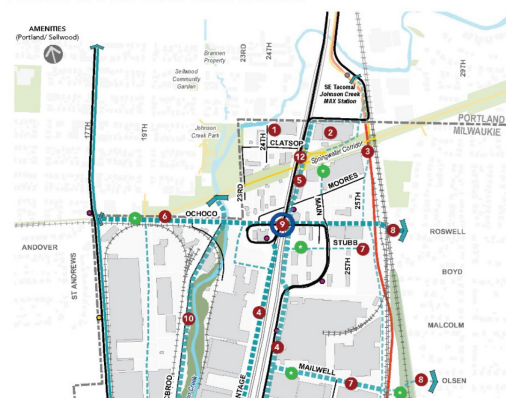 AMENITIES
(Portland/ Sellwood)
Brannen
Property
Sellwood
Community
Garden
Johnson
Creek Park
23RD
24TH
29TH
SE Tacoma/
Johnson Creek
MAX Station
PORTLAND
MILWAUKIE
17TH
19TH
24TH
1
2
CLATSOP
12
Springwater Corridor
3
5
MOORES
23RD
MAIN
25TH
6
OCHOCO
9
8
ROSWELL
ANDOVER
STUBB
7
ST ANDREWS
25TH
BOYD
10
4
MALCOLM
4
MAILWELL
7
8
OLSEN